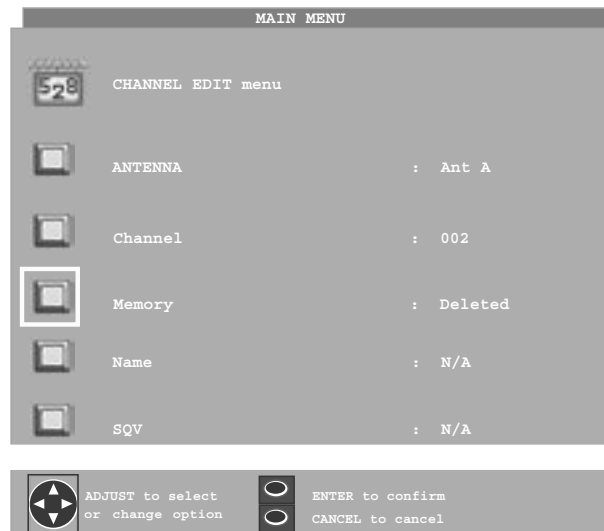 MAIN MENU
528
CHANNEL EDIT menu
ANTENNA : Ant A
Channel : 002
Memory : Deleted
Name : N/A
SQV : N/A
ADJUST to select
or change option
ENTER to confirm
CANCEL to cancel